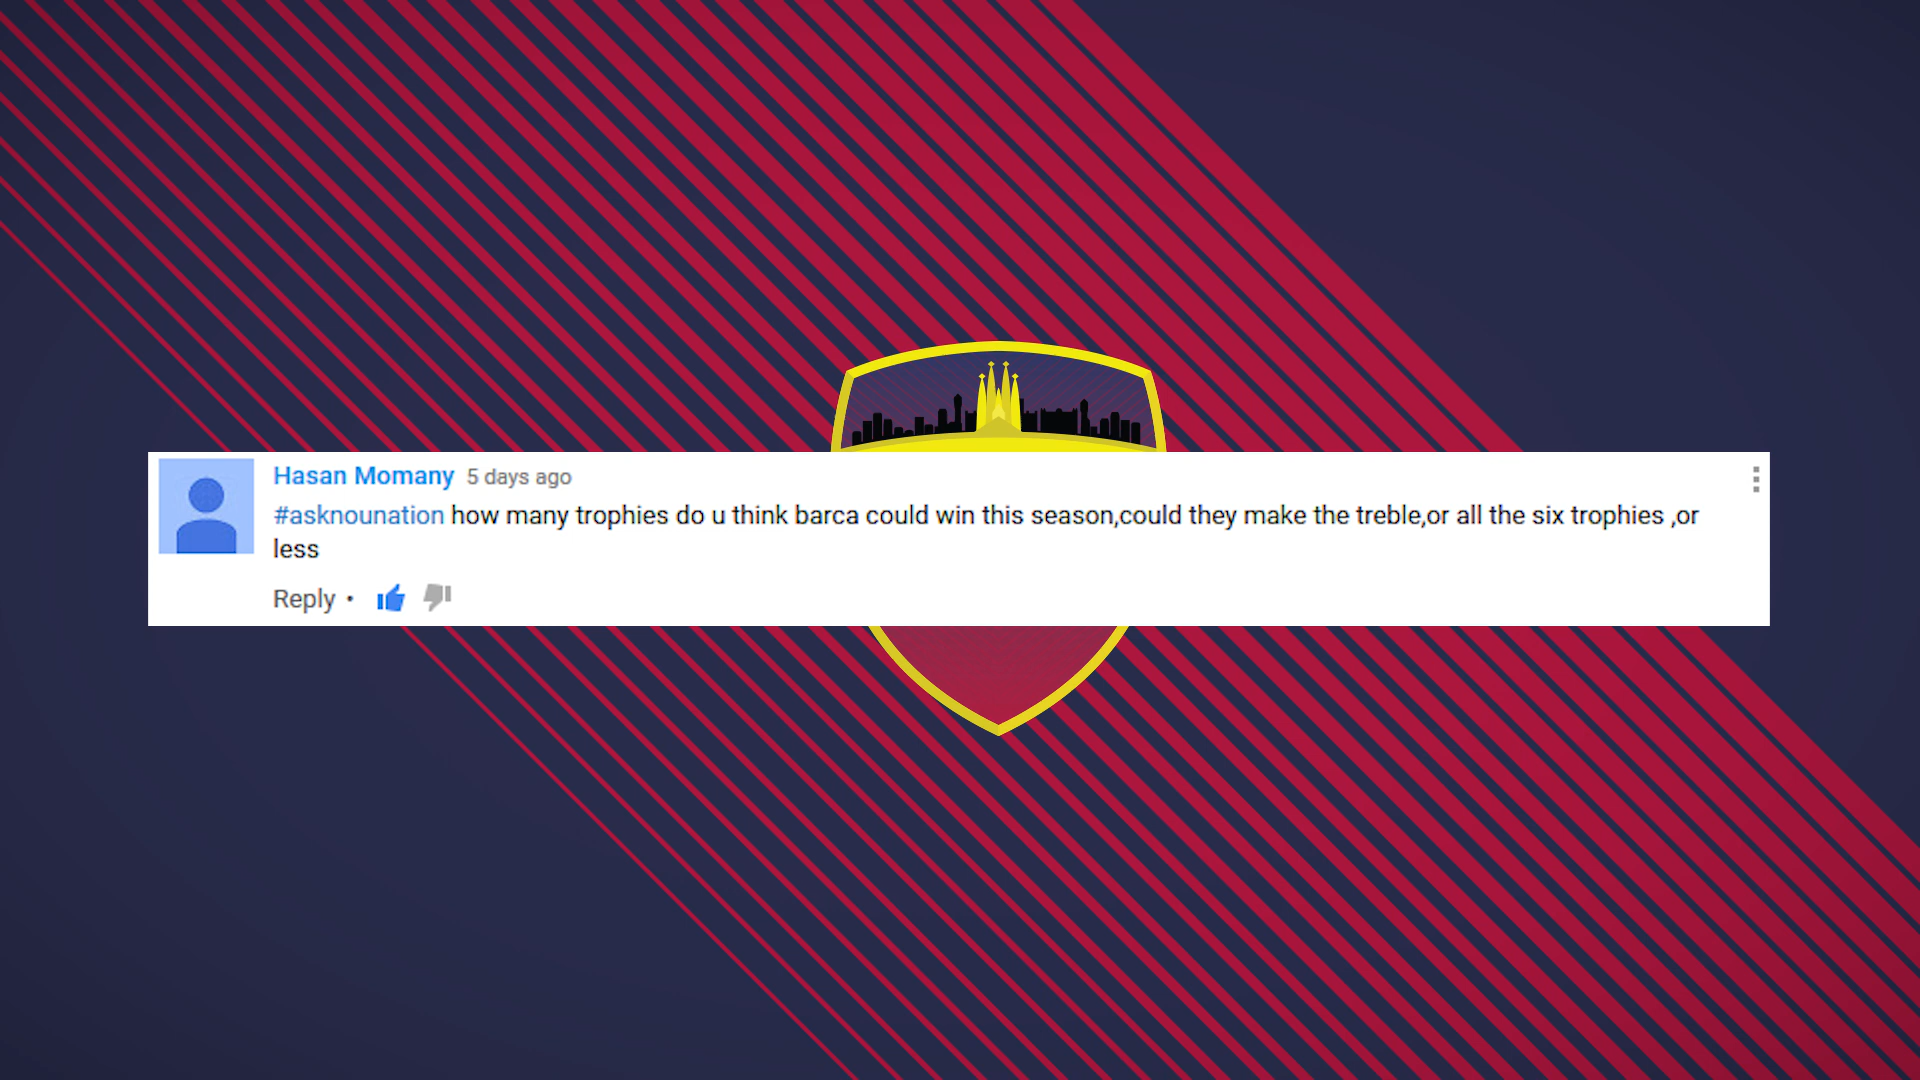 Hasan Momany 5 days ago
#asknounation how many trophies do u think barca could win this season,could they make the treble,or all the six trophies ,or
less
Reply •